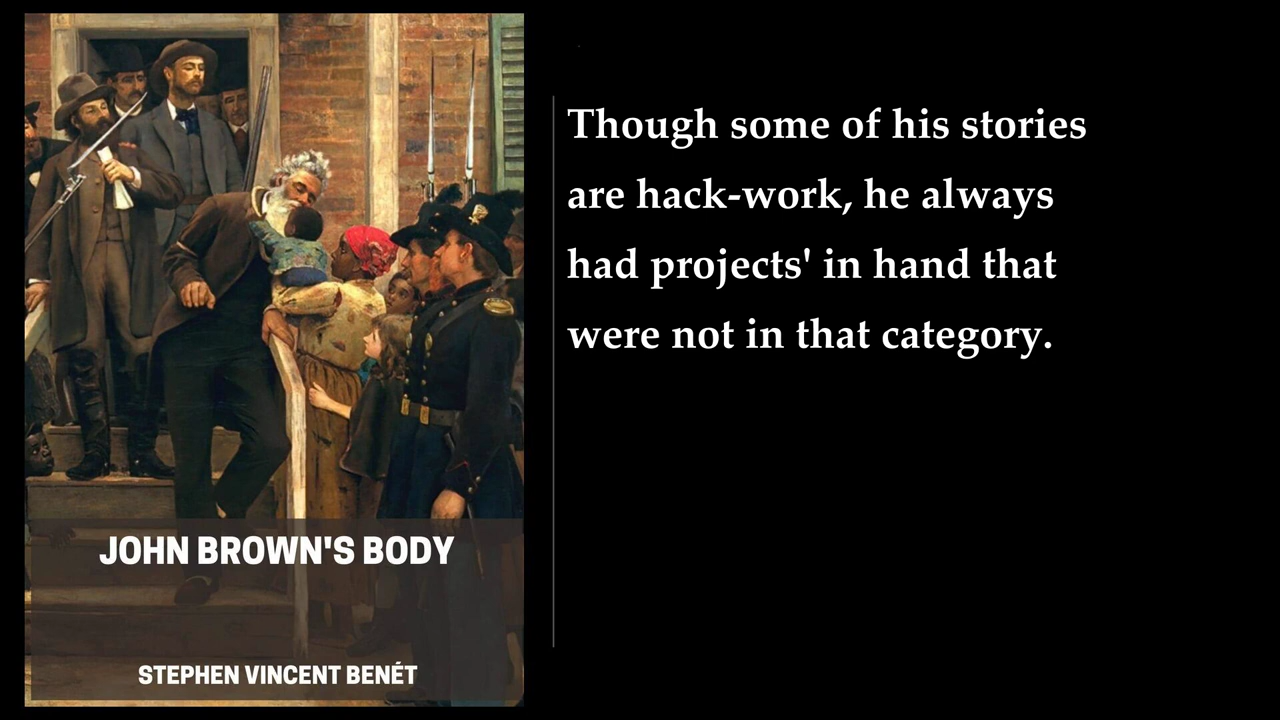 JOHN BROWN'S BODY
STEPHEN VINCENT BENÉT
Though some of his stories
are hack-work, he always
had projects' in hand that
were not in that category.